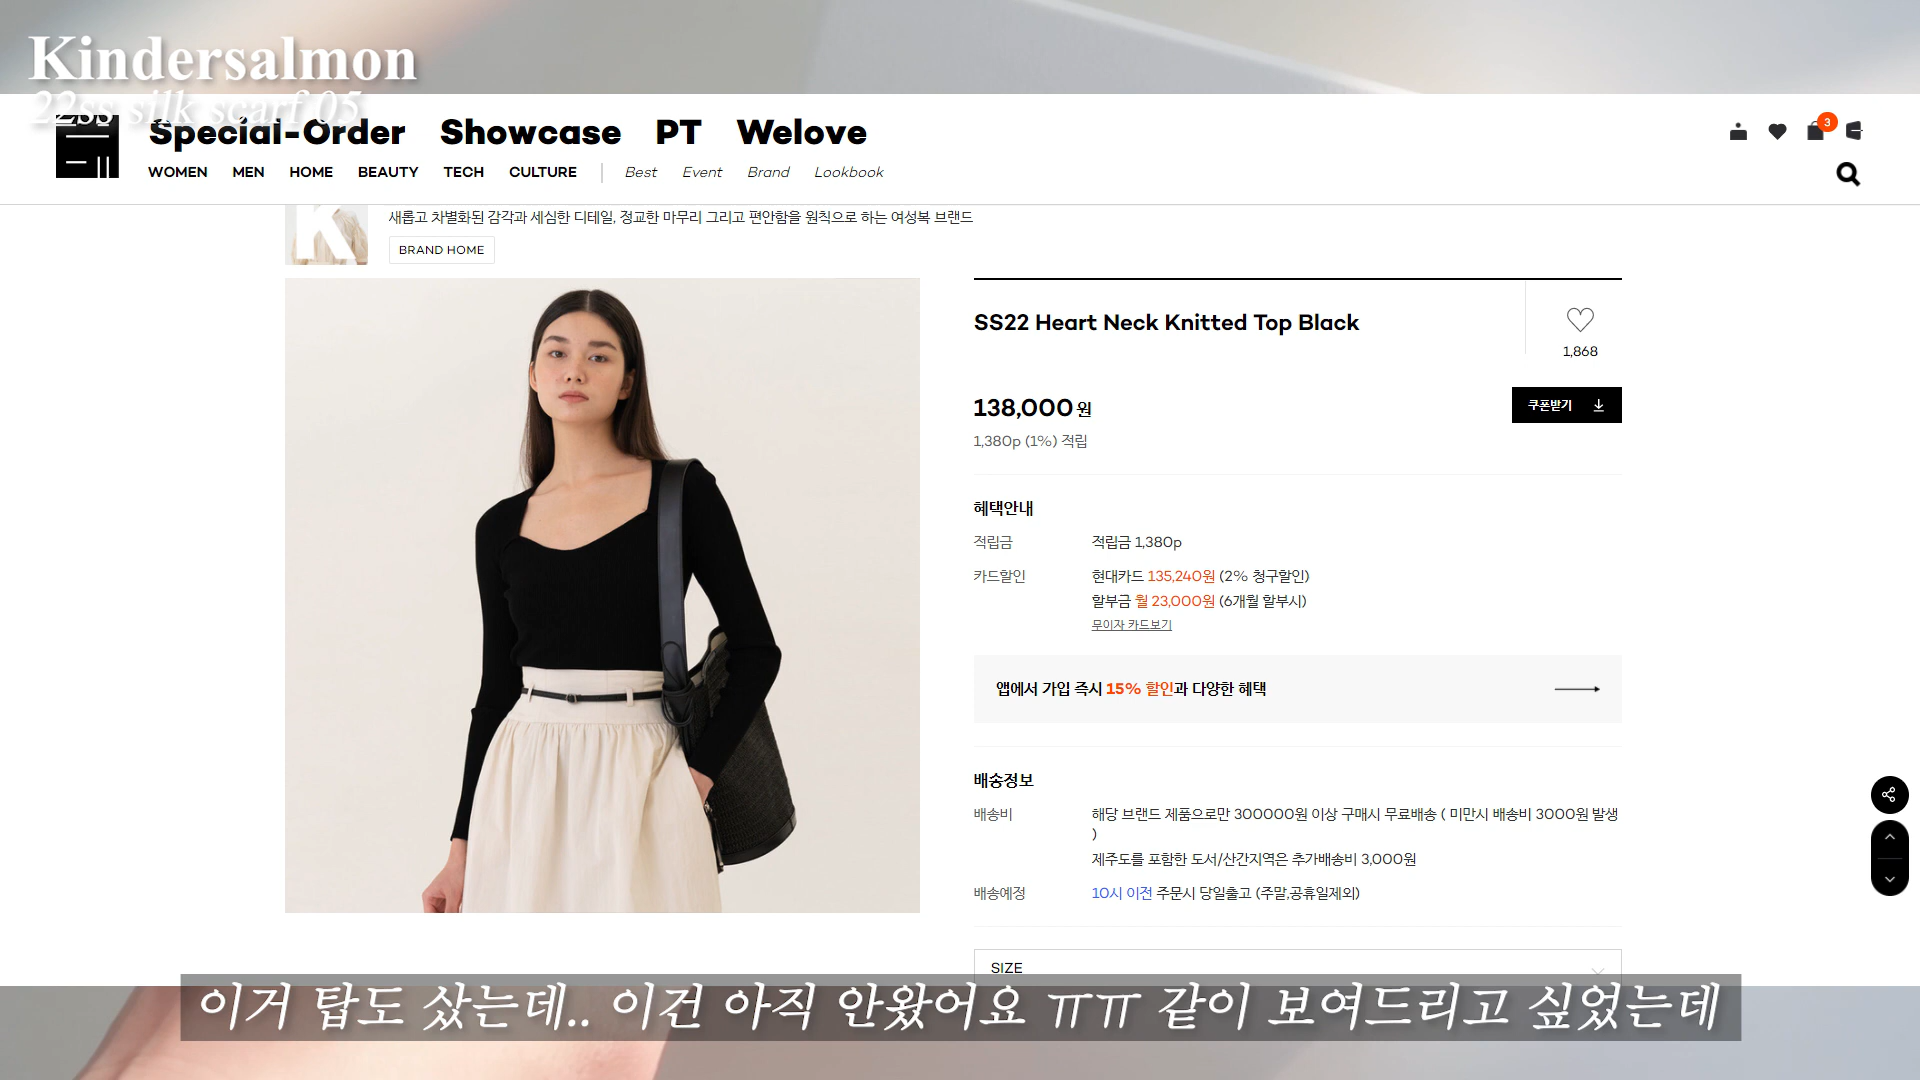 Kindersalmon
22ss silk scarf 05
Special-Order Showcase PT Welove
3
WOMEN MEN HOME BEAUTY TECH CULTURE Best Event Brand Lookbook
K
새롭고 차별화된 감각과 세심한 디테일, 정교한 마무리 그리고 편안함을 원칙으로 하는 여성복 브랜드
BRAND HOME
SS22 Heart Neck Knitted Top Black
1,868
138,000원
쿠폰받기
1,380p (1%) 적립
혜택안내
적립금 적립금 1,380p
카드할인 현대카드 135,240원 (2% 청구할인)
할부금 월 23,000원 (6개월 할부시)
무이자 카드보기
앱에서 가입 즉시 15% 할인과 다양한 혜택
배송정보
배송비 해당 브랜드 제품으로만 300000원 이상 구매시 무료배송 ( 미만시 배송비 3000원 발생
)
제주도를 포함한 도서/산간지역은 추가배송비 3,000원
배송예정 10시 이전 주문시 당일출고 (주말,공휴일제외)
SIZE
이거 탑도 샀는데.. 이건 아직 안왔어요 ㅠㅠ 같이 보여드리고 싶었는데